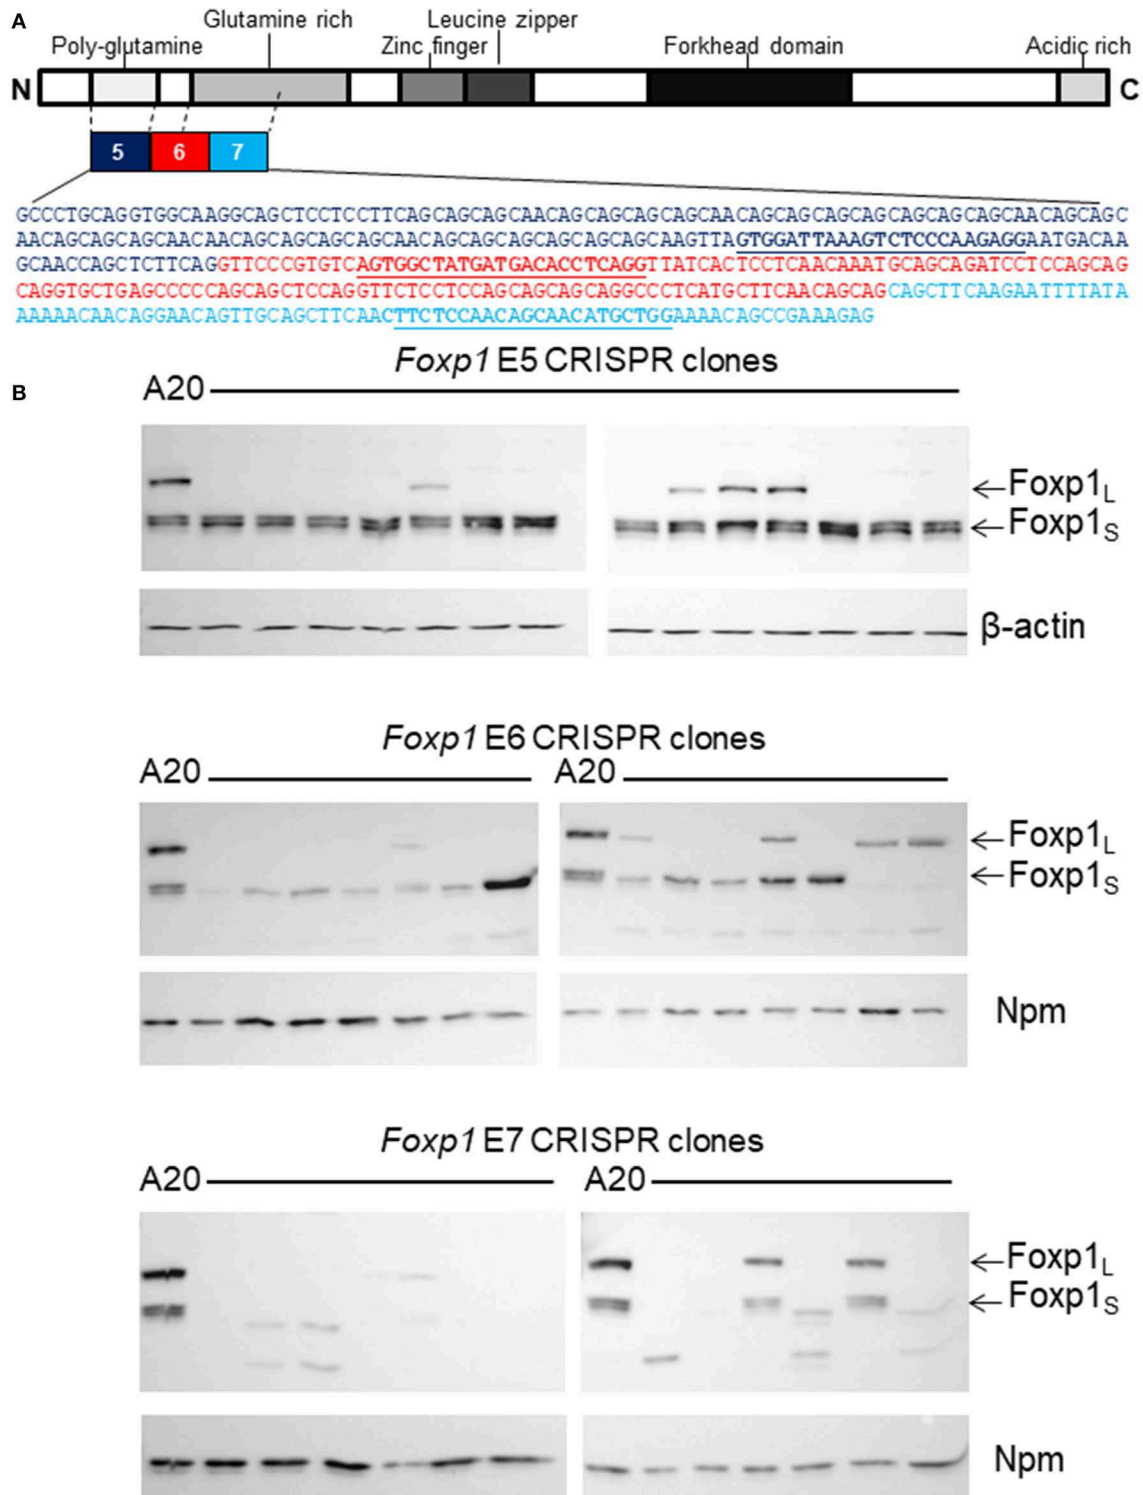 A
Glutamine rich
Leucine zipper
Poly-glutamine
Zinc finger
Forkhead domain
Acidic rich
N
C
5 6 7
GCCCTGCAGGTGGCAAGGCAGCTCCTCCTTCAGCAGCAGCAACAGCAGCAGCAGCAACAGCAGCAGCAGCAGCAGCAGCAACAGCAGC
AACAGCAGCAGCAACAACAGCAGCAGCAGCAACAGCAGCAGCAGCAGCAGCAAGTTAGTGGATTAAAGTCTCCCAAGAGGAATGACAA
GCAACCAGCTCTTCAGGTTCCCGTGTCAGTGGCTATGATGACACCTCAGGTTATCACTCCTCAACAAATGCAGCAGATCCTCCAGCAG
CAGGTGCTGAGCCCCCAGCAGCTCCAGGTTCTCCTCCAGCAGCAGCAGGCCCTCATGCTTCAACAGCAGCAGCTTCAAGAATTTTATA
AAAAACAACAGGAACAGTTGCAGCTTCAACTTCTCCAACAGCAACATGCTGGAAAACAGCCGAAAGAG
B
Foxp1 E5 CRISPR clones
A20
Foxp1L
Foxp1S
β-actin
Foxp1 E6 CRISPR clones
A20 A20
Foxp1L
Foxp1S
Npm
Foxp1 E7 CRISPR clones
A20 A20
Foxp1L
Foxp1S
Npm